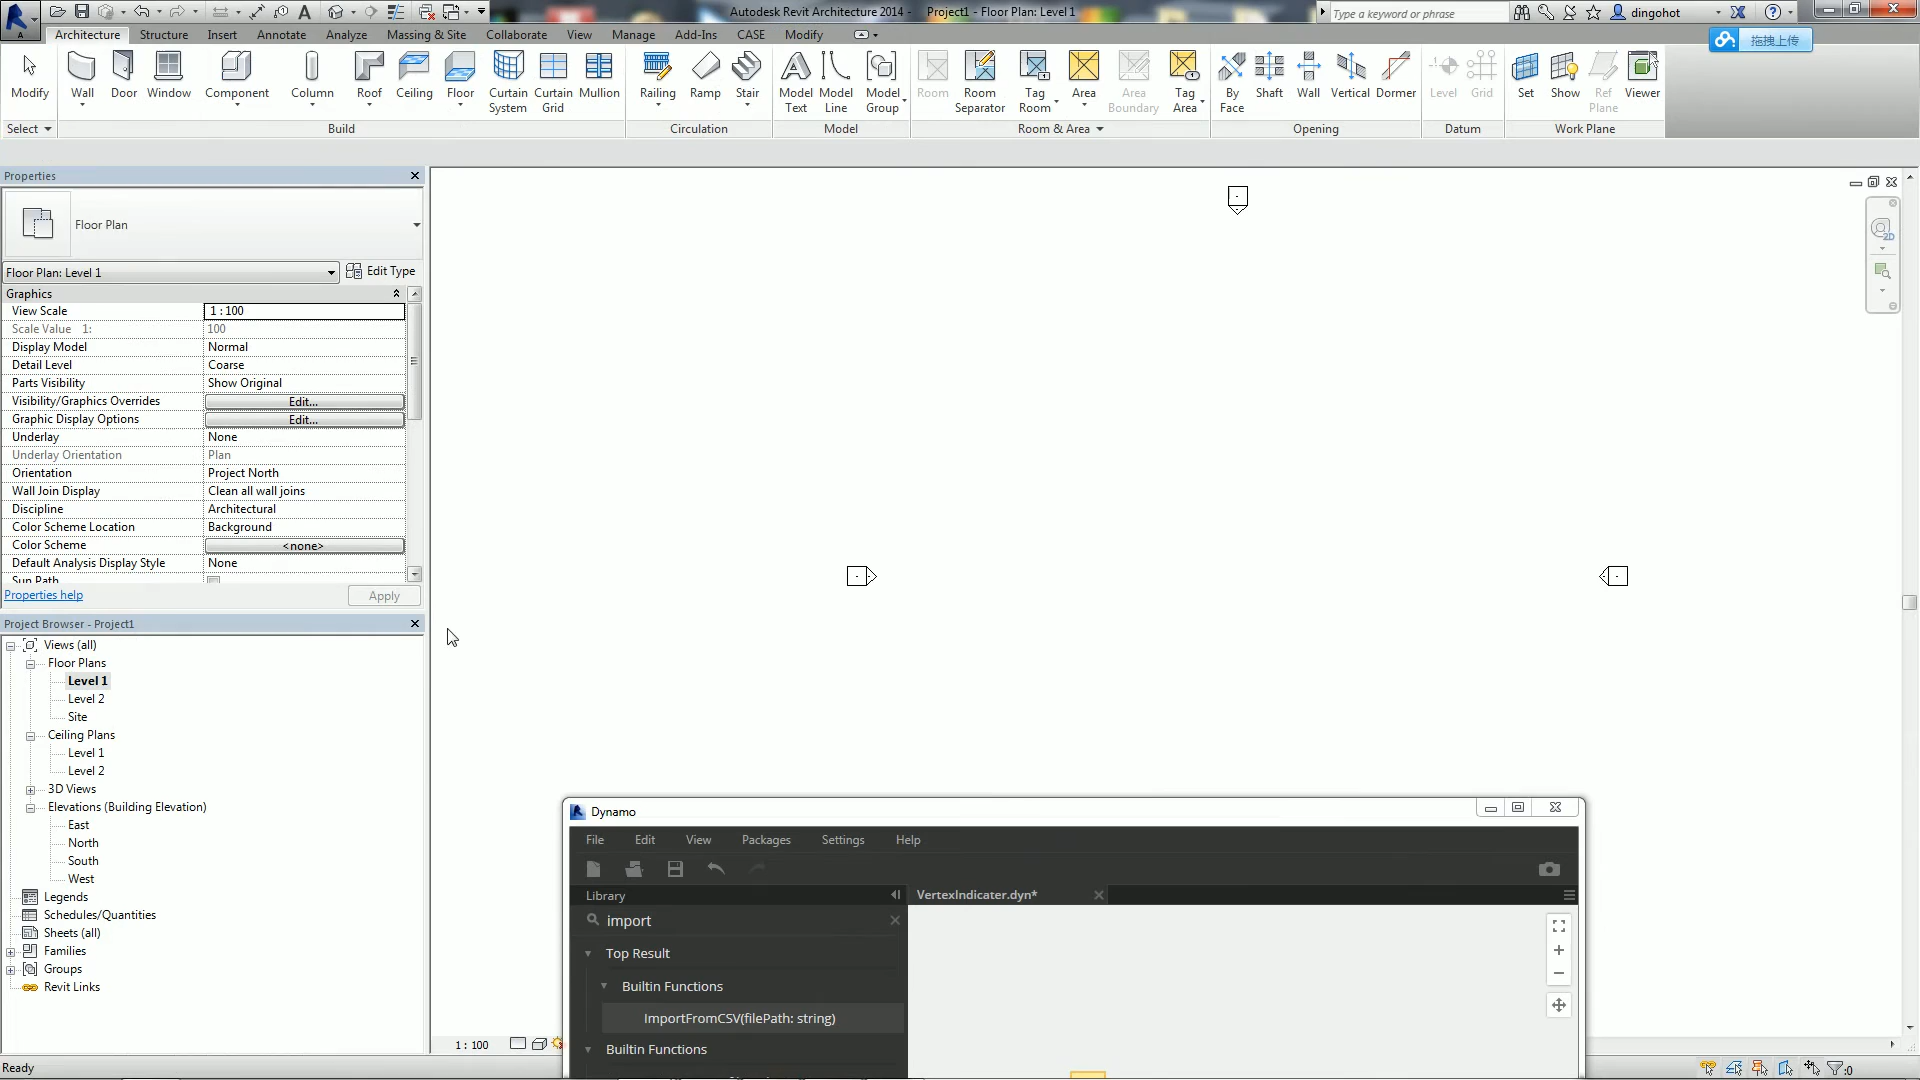 Autodesk Revit Architecture 2014 - Project1 - Floor Plan: Level 1
Type a keyword or phrase
dingohot
Architecture Structure Insert Annotate Analyze Massing & Site Collaborate View Manage Add-Ins CASE Modify
拖拽上传
Modify Wall Door Window Component Column Roof Ceiling Floor Curtain System Curtain Grid Mullion Railing Ramp Stair Model Text Model Line Model Group Room Room Separator Tag Room Area Area Boundary Tag Area By Face Shaft Wall Vertical Dormer Level Grid Set Show Ref Plane Viewer
Select Build Circulation Model Room & Area Opening Datum Work Plane
Properties
Floor Plan
Floor Plan: Level 1 Edit Type
Graphics
View Scale 1 : 100
Scale Value 1: 100
Display Model Normal
Detail Level Coarse
Parts Visibility Show Original
Visibility/Graphics Overrides Edit...
Graphic Display Options Edit...
Underlay None
Underlay Orientation Plan
Orientation Project North
Wall Join Display Clean all wall joins
Discipline Architectural
Color Scheme Location Background
Color Scheme <none>
Default Analysis Display Style None
Sun Path
Properties help Apply
Project Browser - Project1
Views (all)
Floor Plans
Level 1
Level 2
Site
Ceiling Plans
Level 1
Level 2
3D Views
Elevations (Building Elevation)
East
North
South
West
Legends
Schedules/Quantities
Sheets (all)
Families
Groups
Revit Links
1 : 100
Ready
:0
2D
Dynamo
File Edit View Packages Settings Help
Library
VertexIndicater.dyn*
import
Top Result
Builtin Functions
ImportFromCSV(filePath: string)
Builtin Functions